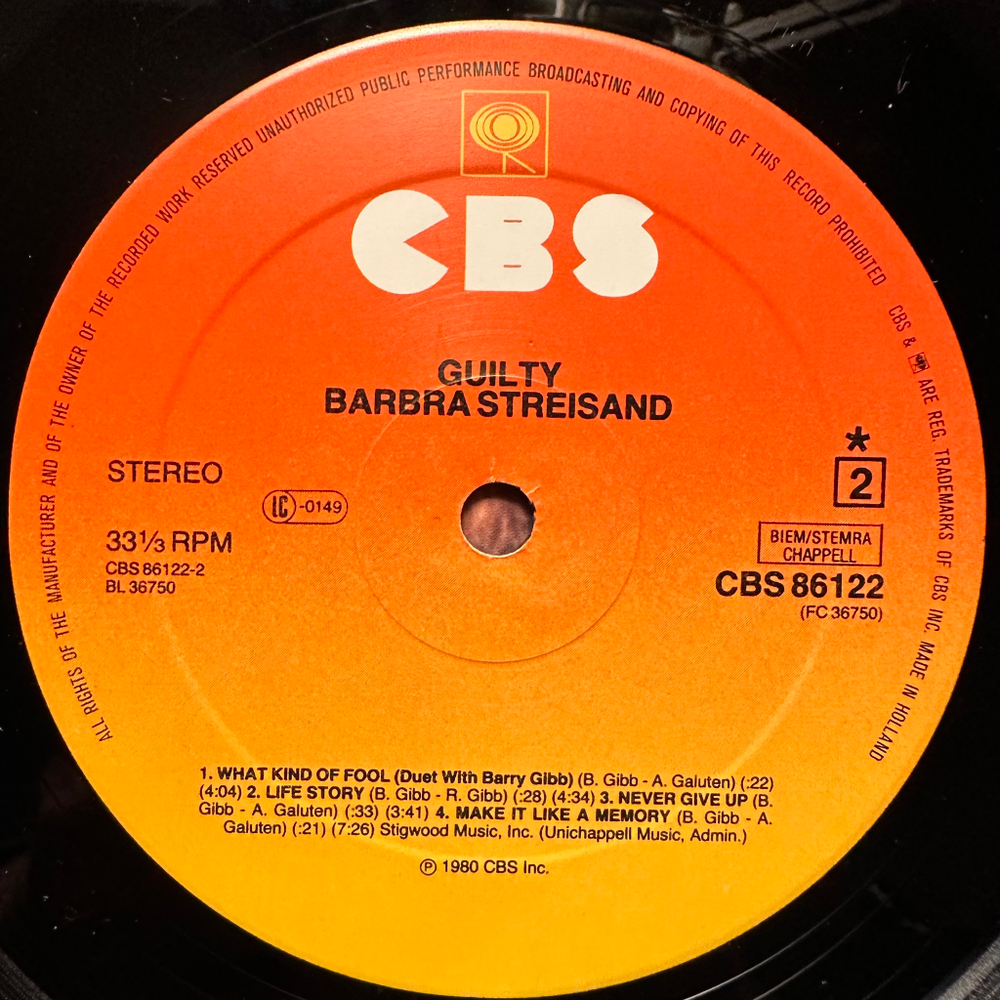 ALL RIGHTS OF THE MANUFACTURER AND OF THE OWNER OF THE RECORDED WORK RESERVED UNAUTHORIZED PUBLIC PERFORMANCE BROADCASTING AND COPYING OF THIS RECORD PROHIBITED CBS & ARE REG. TRADEMARKS OF CBS INC. MADE IN HOLLAND
CBS
GUILTY
BARBRA STREISAND
STEREO
LC-0149
33⅓ RPM
CBS 86122-2
BL 36750
*
2
BIEM/STEMRA
CHAPPELL
CBS 86122
(FC 36750)
1. WHAT KIND OF FOOL (Duet With Barry Gibb) (B. Gibb - A. Galuten) (:22)
(4:04) 2. LIFE STORY (B. Gibb - R. Gibb) (:28) (4:34) 3. NEVER GIVE UP (B.
Gibb - A. Galuten) (:33) (3:41) 4. MAKE IT LIKE A MEMORY (B. Gibb - A.
Galuten) (:21) (7:26) Stigwood Music, Inc. (Unichappell Music, Admin.)
℗ 1980 CBS Inc.